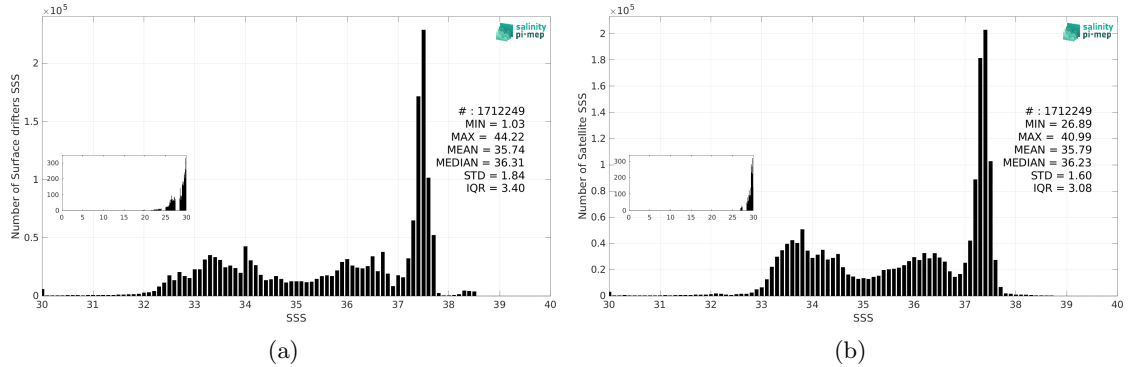 ×10⁵
salinity
pi-mep
Number of Surface drifters SSS
2
1.5
1
0.5
0
# : 1712249
MIN = 1.03
MAX = 44.22
MEAN = 35.74
MEDIAN = 36.31
STD = 1.84
IQR = 3.40
300
200
100
0
0 5 10 15 20 25 30
30 31 32 33 34 35 36 37 38 39 40
SSS
(a)
×10⁵
salinity
pi-mep
Number of Satellite SSS
2
1.8
1.6
1.4
1.2
1
0.8
0.6
0.4
0.2
0
# : 1712249
MIN = 26.89
MAX = 40.99
MEAN = 35.79
MEDIAN = 36.23
STD = 1.60
IQR = 3.08
300
200
100
0
0 5 10 15 20 25 30
30 31 32 33 34 35 36 37 38 39 40
SSS
(b)